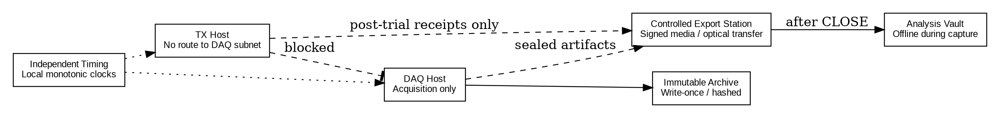 Independent Timing
Local monotonic clocks
TX Host
No route to DAQ subnet
post-trial receipts only
blocked
DAQ Host
Acquisition only
sealed artifacts
Controlled Export Station
Signed media / optical transfer
Immutable Archive
Write-once / hashed
after CLOSE
Analysis Vault
Offline during capture